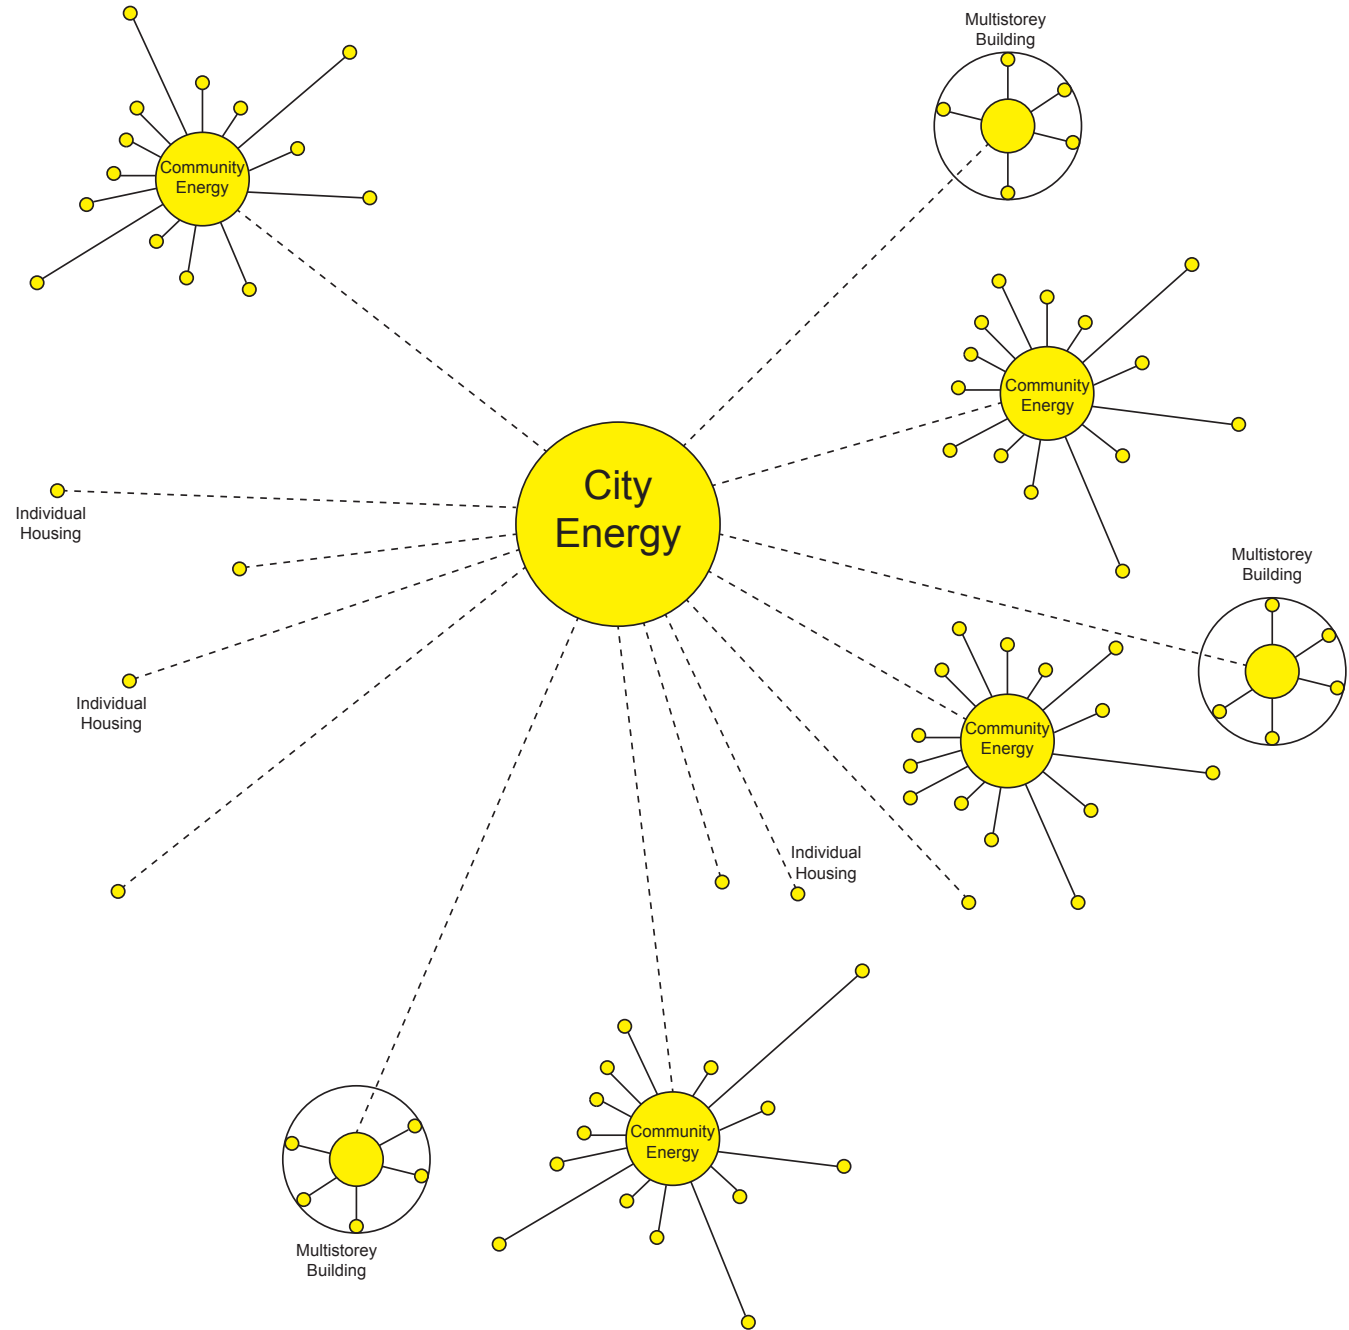 Multistorey
Building
Community
Energy
Community
Energy
City
Energy
Individual
Housing
Multistorey
Building
Individual
Housing
Community
Energy
Individual
Housing
Community
Energy
Multistorey
Building